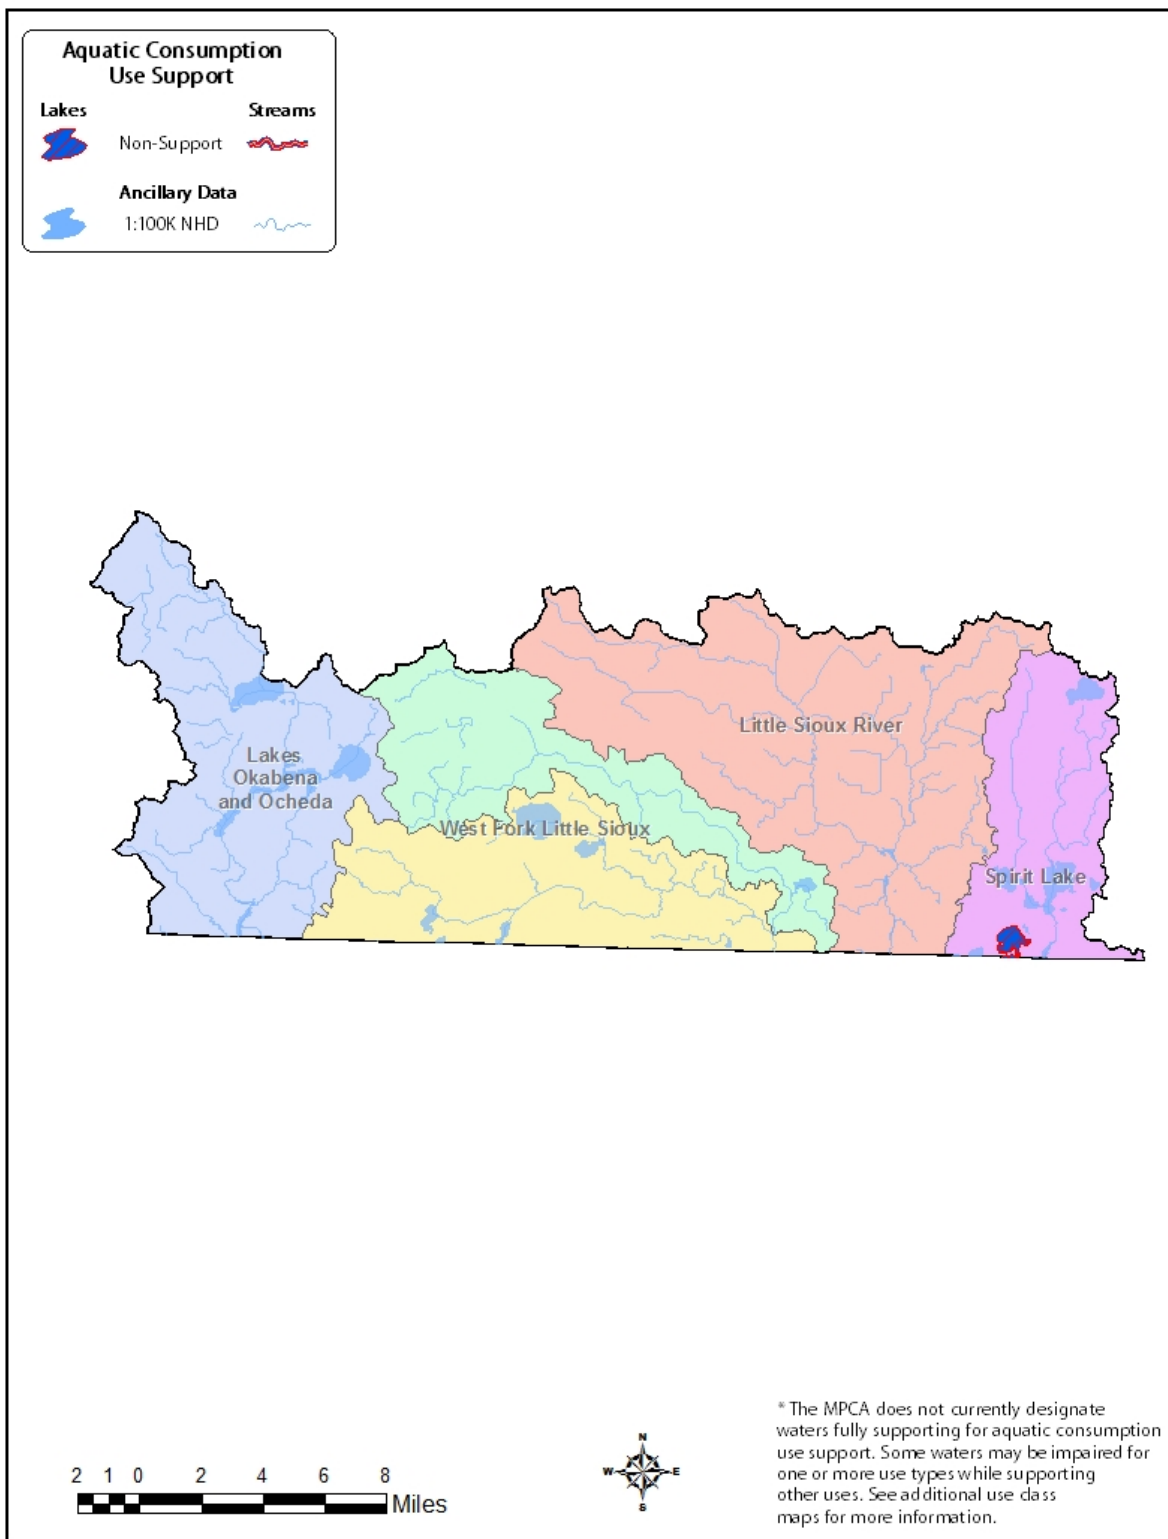 Aquatic Consumption
Use Support
Lakes
Streams
Non-Support
Ancillary Data
1:100K NHD
Little Sioux River
Lakes
Okabena
and Ocheda
West Fork Little Sioux
Spirit Lake
* The MPCA does not currently designate
waters fully supporting for aquatic consumption
use support. Some waters may be impaired for
one or more use types while supporting
other uses. See additional use class
maps for more information.
N
W
E
S
2 1 0 2 4 6 8
Miles